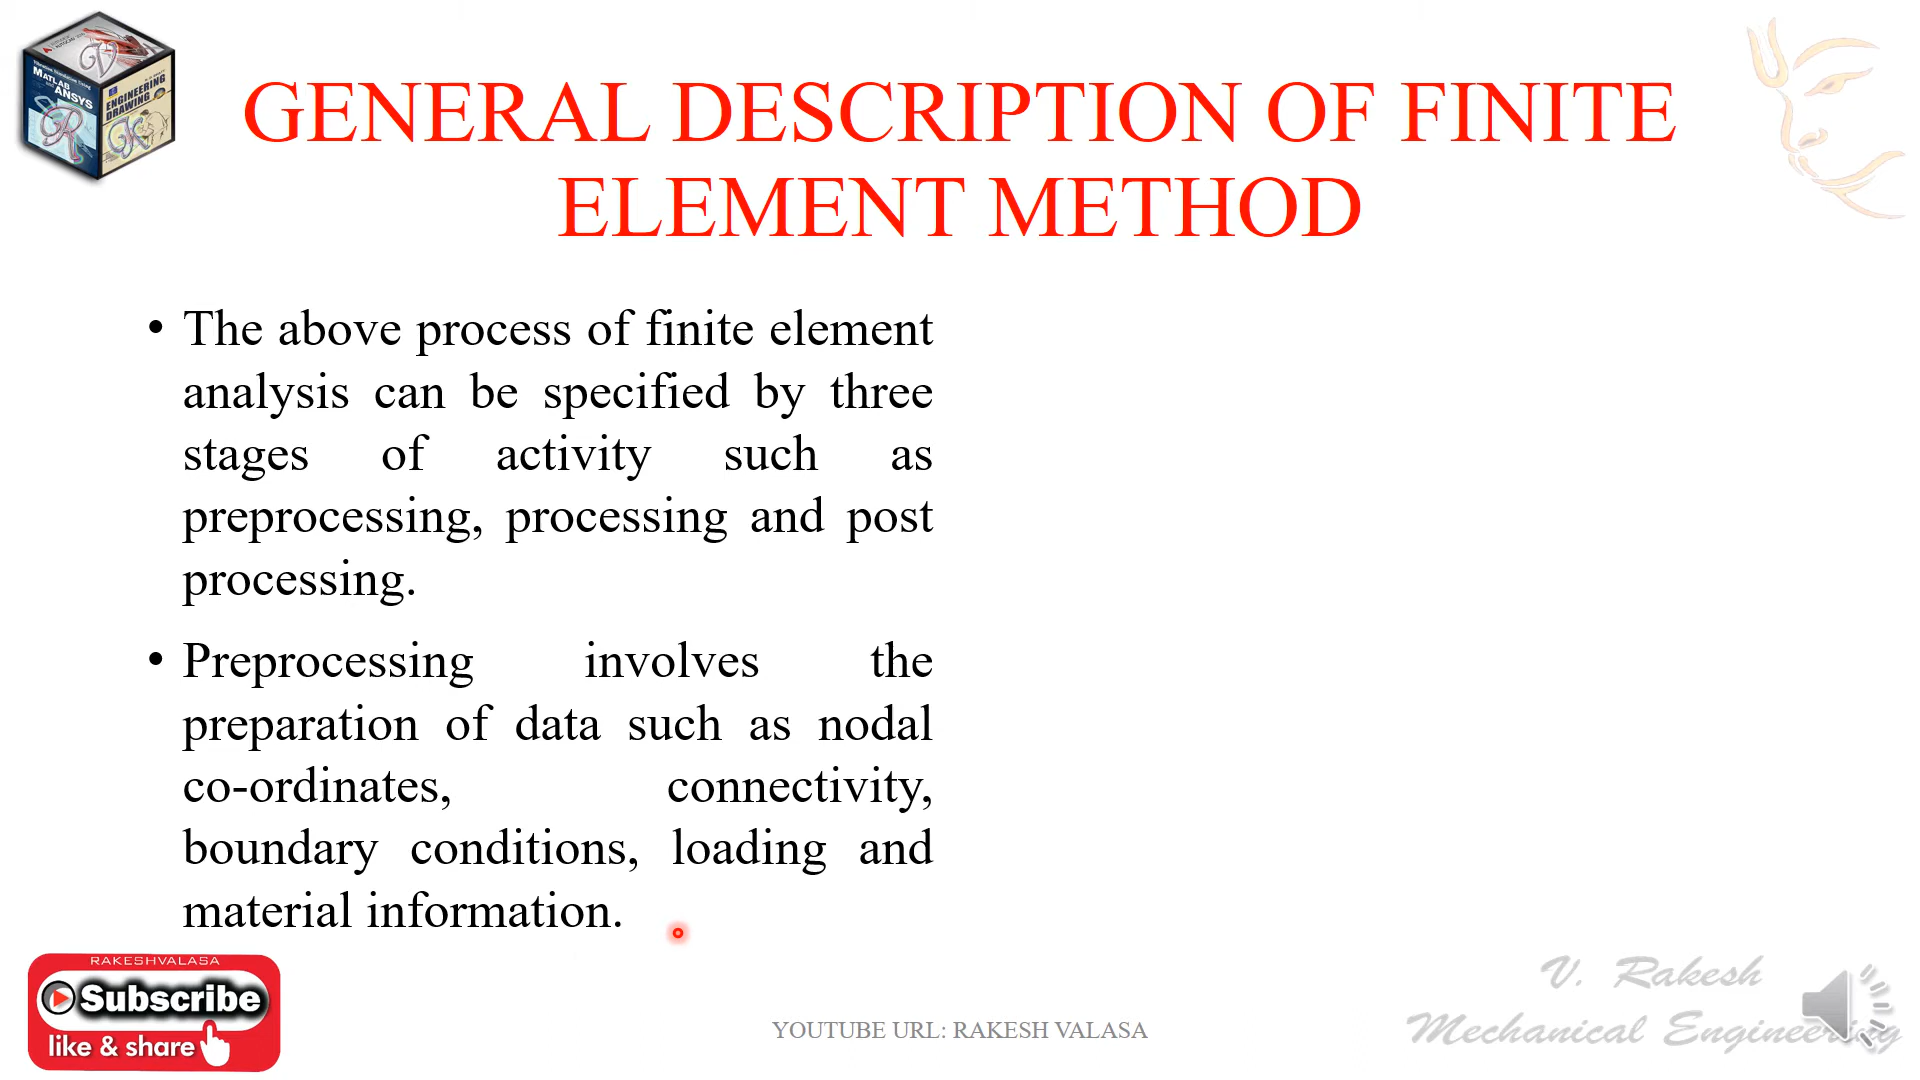 GENERAL DESCRIPTION OF FINITE
ELEMENT METHOD
• The above process of finite element
analysis can be specified by three
stages of activity such as
preprocessing, processing and post
processing.
• Preprocessing involves the
preparation of data such as nodal
co-ordinates, connectivity,
boundary conditions, loading and
material information.
MATLAB
ANSYS
ENGINEERING
DRAWING
RAKESHVALASA
Subscribe
like & share
YOUTUBE URL: RAKESH VALASA
V. Rakesh
Mechanical Engineering